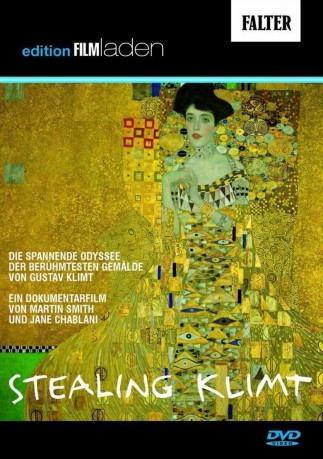 edition FILMladen
FALTER
DIE SPANNENDE ODYSSEE
DER BERÜHMTESTEN GEMÄLDE
VON GUSTAV KLIMT
EIN DOKUMENTARFILM
VON MARTIN SMITH
UND JANE CHABLANI
STEALING KLIMT
DVD
VIDEO